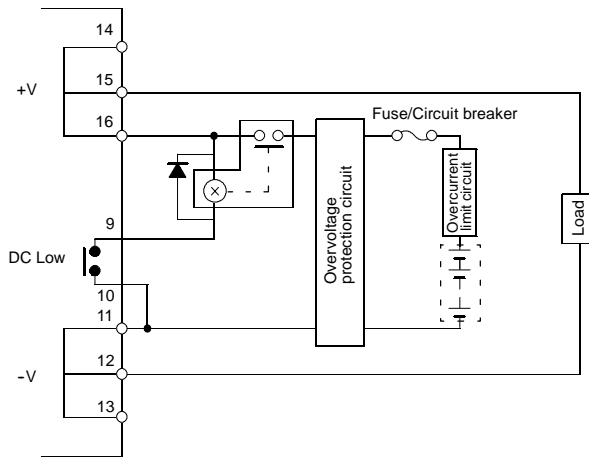 14
+V
15
16
Fuse/Circuit breaker
Overvoltage
protection circuit
Overcurrent
limit circuit
Load
9
DC Low
10
11
12
−V
13